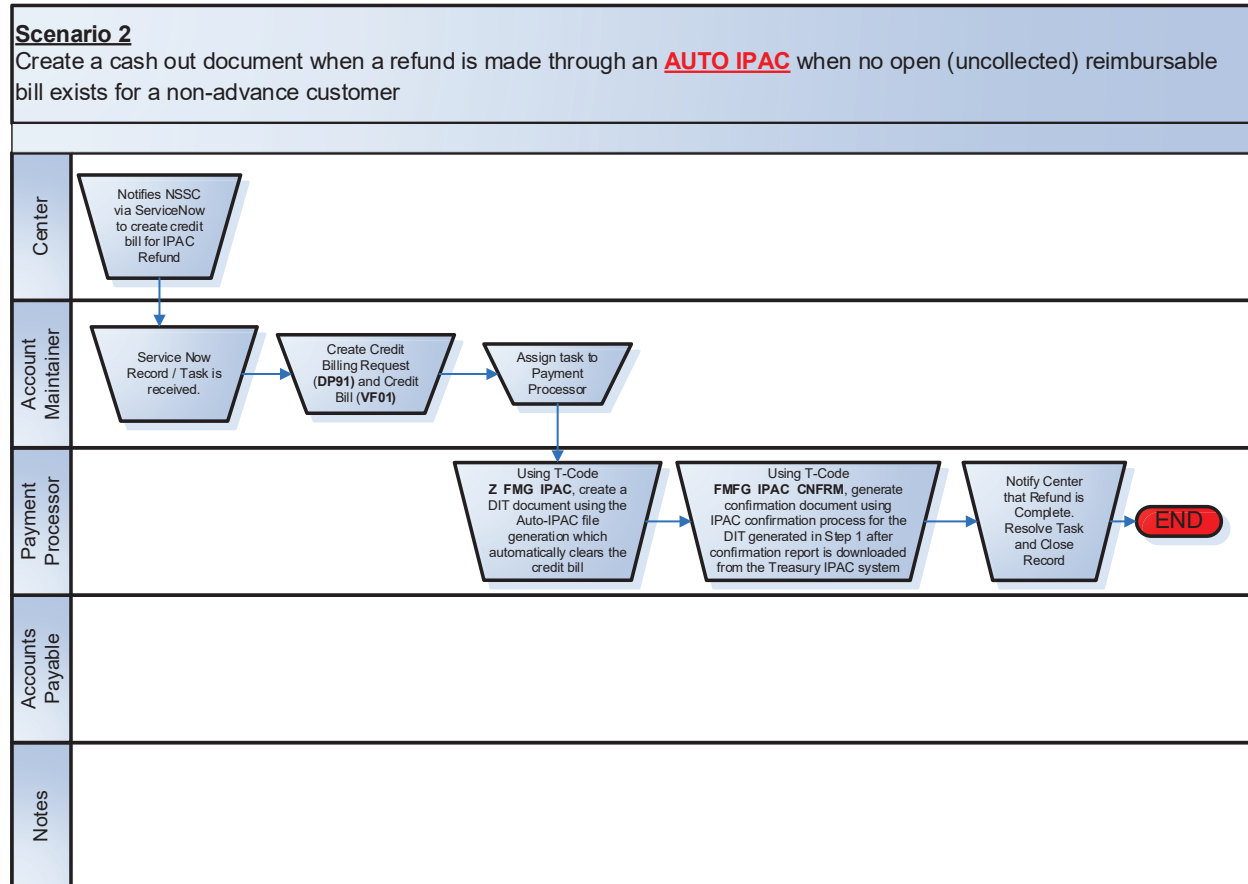 Scenario 2
Create a cash out document when a refund is made through an AUTO IPAC when no open (uncollected) reimbursable
bill exists for a non-advance customer
Center
Notifies NSSC
via ServiceNow
to create credit
bill for IPAC
Refund
Account
Maintainer
Service Now
Record / Task is
received.
Create Credit
Billing Request
(DP91) and Credit
Bill (VF01)
Assign task to
Payment
Processor
Payment
Processor
Using T-Code
Z FMG IPAC, create a
DIT document using the
Auto-IPAC file
generation which
automatically clears the
credit bill
Using T-Code
FMFG IPAC CNFRM, generate
confirmation document using
IPAC confirmation process for the
DIT generated in Step 1 after
confirmation report is downloaded
from the Treasury IPAC system
Notify Center
that Refund is
Complete.
Resolve Task
and Close
Record
END
Accounts
Payable
Notes